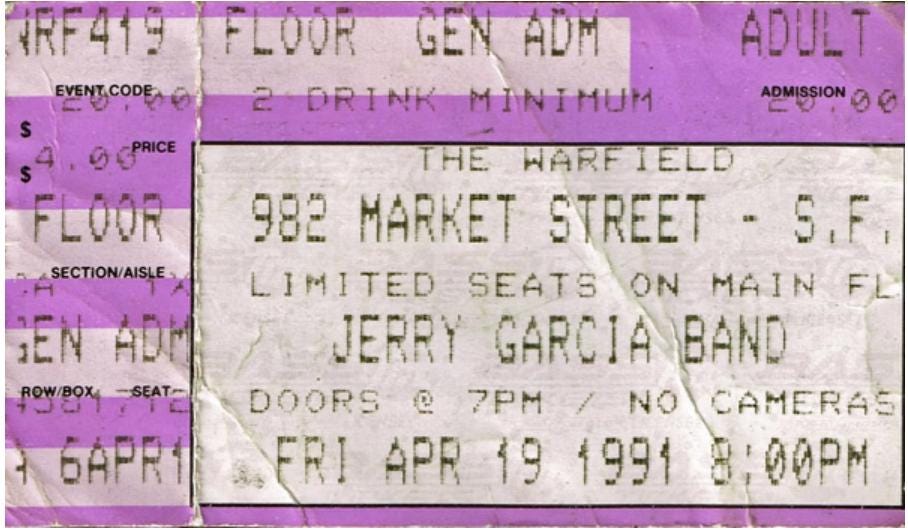 WRF419 FLOOR GEN ADM ADULT
EVENT CODE ADMISSION
20.00 2 DRINK MINIMUM 20.00
$
PRICE
4.00
$
THE WARFIELD
FLOOR 982 MARKET STREET - S.F.
SECTION/AISLE
LIMITED SEATS ON MAIN FL
GEN ADM JERRY GARCIA BAND
ROW/BOX SEAT
DOORS @ 7PM / NO CAMERAS
6APR1 FRI APR 19 1991 8:00PM